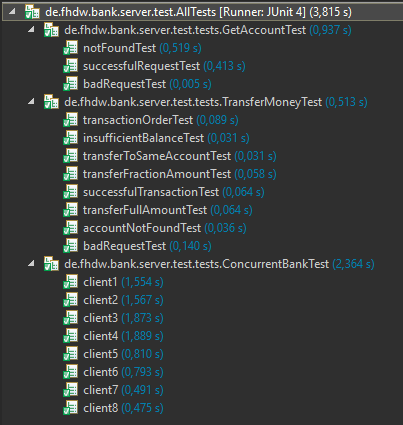 de.fhdw.bank.server.test.AllTests [Runner: JUnit 4] (3,815 s)
de.fhdw.bank.server.test.tests.GetAccountTest (0,937 s)
notFoundTest (0,519 s)
successfulRequestTest (0,413 s)
badRequestTest (0,005 s)
de.fhdw.bank.server.test.tests.TransferMoneyTest (0,513 s)
transactionOrderTest (0,089 s)
insufficientBalanceTest (0,031 s)
transferToSameAccountTest (0,031 s)
transferFractionAmountTest (0,058 s)
successfulTransactionTest (0,064 s)
transferFullAmountTest (0,064 s)
accountNotFoundTest (0,036 s)
badRequestTest (0,140 s)
de.fhdw.bank.server.test.tests.ConcurrentBankTest (2,364 s)
client1 (1,554 s)
client2 (1,567 s)
client3 (1,873 s)
client4 (1,889 s)
client5 (0,810 s)
client6 (0,793 s)
client7 (0,491 s)
client8 (0,475 s)